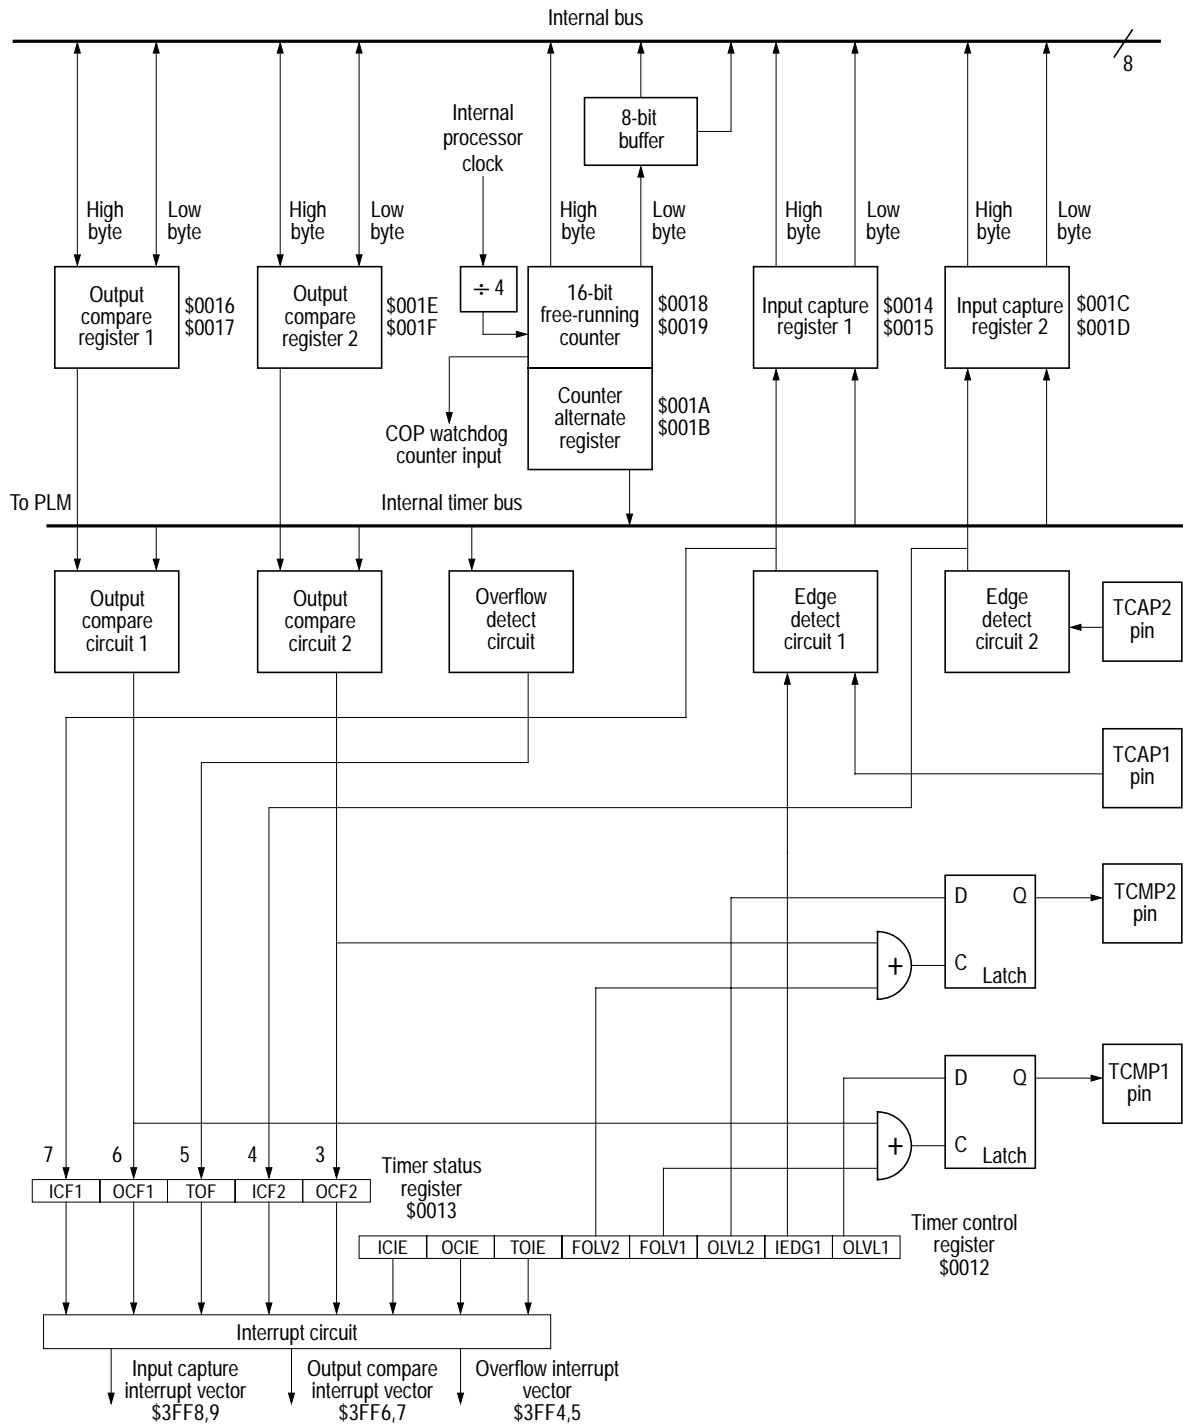 Internal bus
8
8-bit
buffer
Internal
processor
clock
High
byte
Low
byte
High
byte
Low
byte
High
byte
Low
byte
High
byte
Low
byte
High
byte
Low
byte
Output
compare
register 1
$0016
$0017
Output
compare
register 2
$001E
$001F
÷ 4
16-bit
free-running
counter
$0018
$0019
Input capture
register 1
$0014
$0015
Input capture
register 2
$001C
$001D
Counter
alternate
register
$001A
$001B
COP watchdog
counter input
To PLM
Internal timer bus
Output
compare
circuit 1
Output
compare
circuit 2
Overflow
detect
circuit
Edge
detect
circuit 1
Edge
detect
circuit 2
TCAP2
pin
TCAP1
pin
D Q
C
Latch
TCMP2
pin
+
D Q
C
Latch
TCMP1
pin
+
7 6 5 4 3
ICF1 OCF1 TOF ICF2 OCF2
Timer status
register
$0013
ICIE OCIE TOIE FOLV2 FOLV1 OLVL2 IEDG1 OLVL1
Timer control
register
$0012
Interrupt circuit
Input capture
interrupt vector
$3FF8,9
Output compare
interrupt vector
$3FF6,7
Overflow interrupt
vector
$3FF4,5